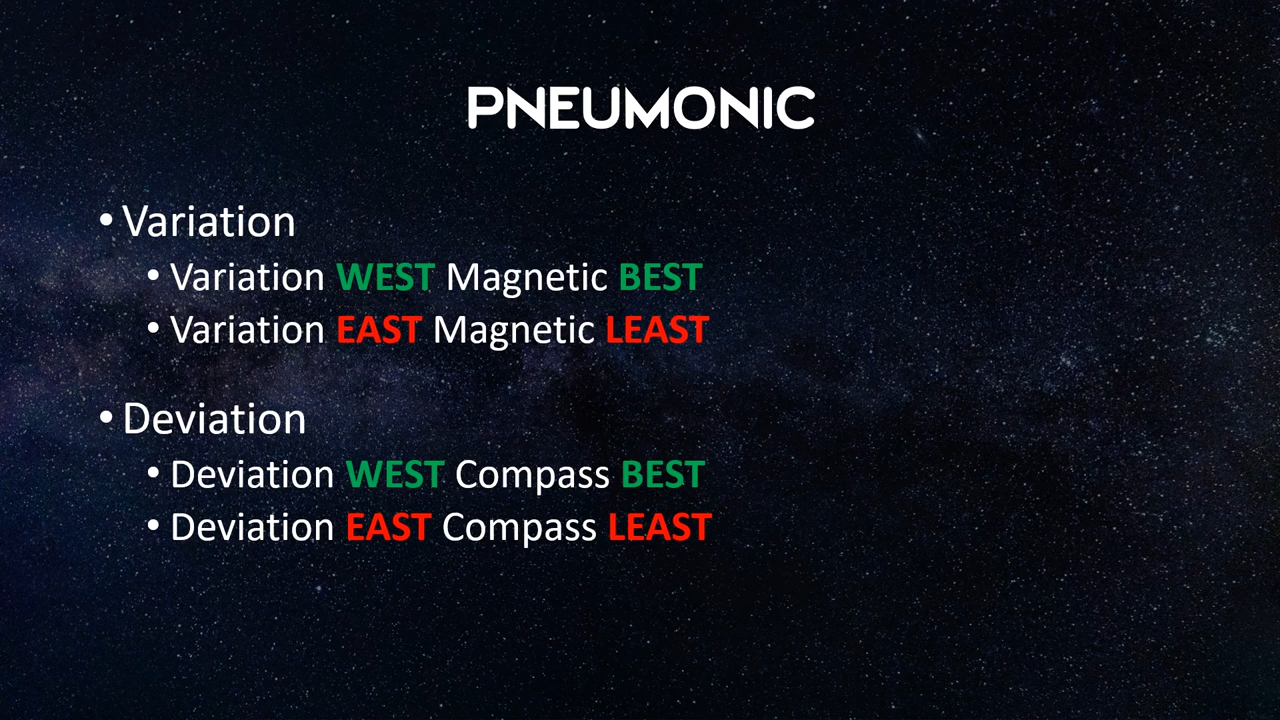 PNEUMONIC
• Variation
• Variation WEST Magnetic BEST
• Variation EAST Magnetic LEAST
• Deviation
• Deviation WEST Compass BEST
• Deviation EAST Compass LEAST